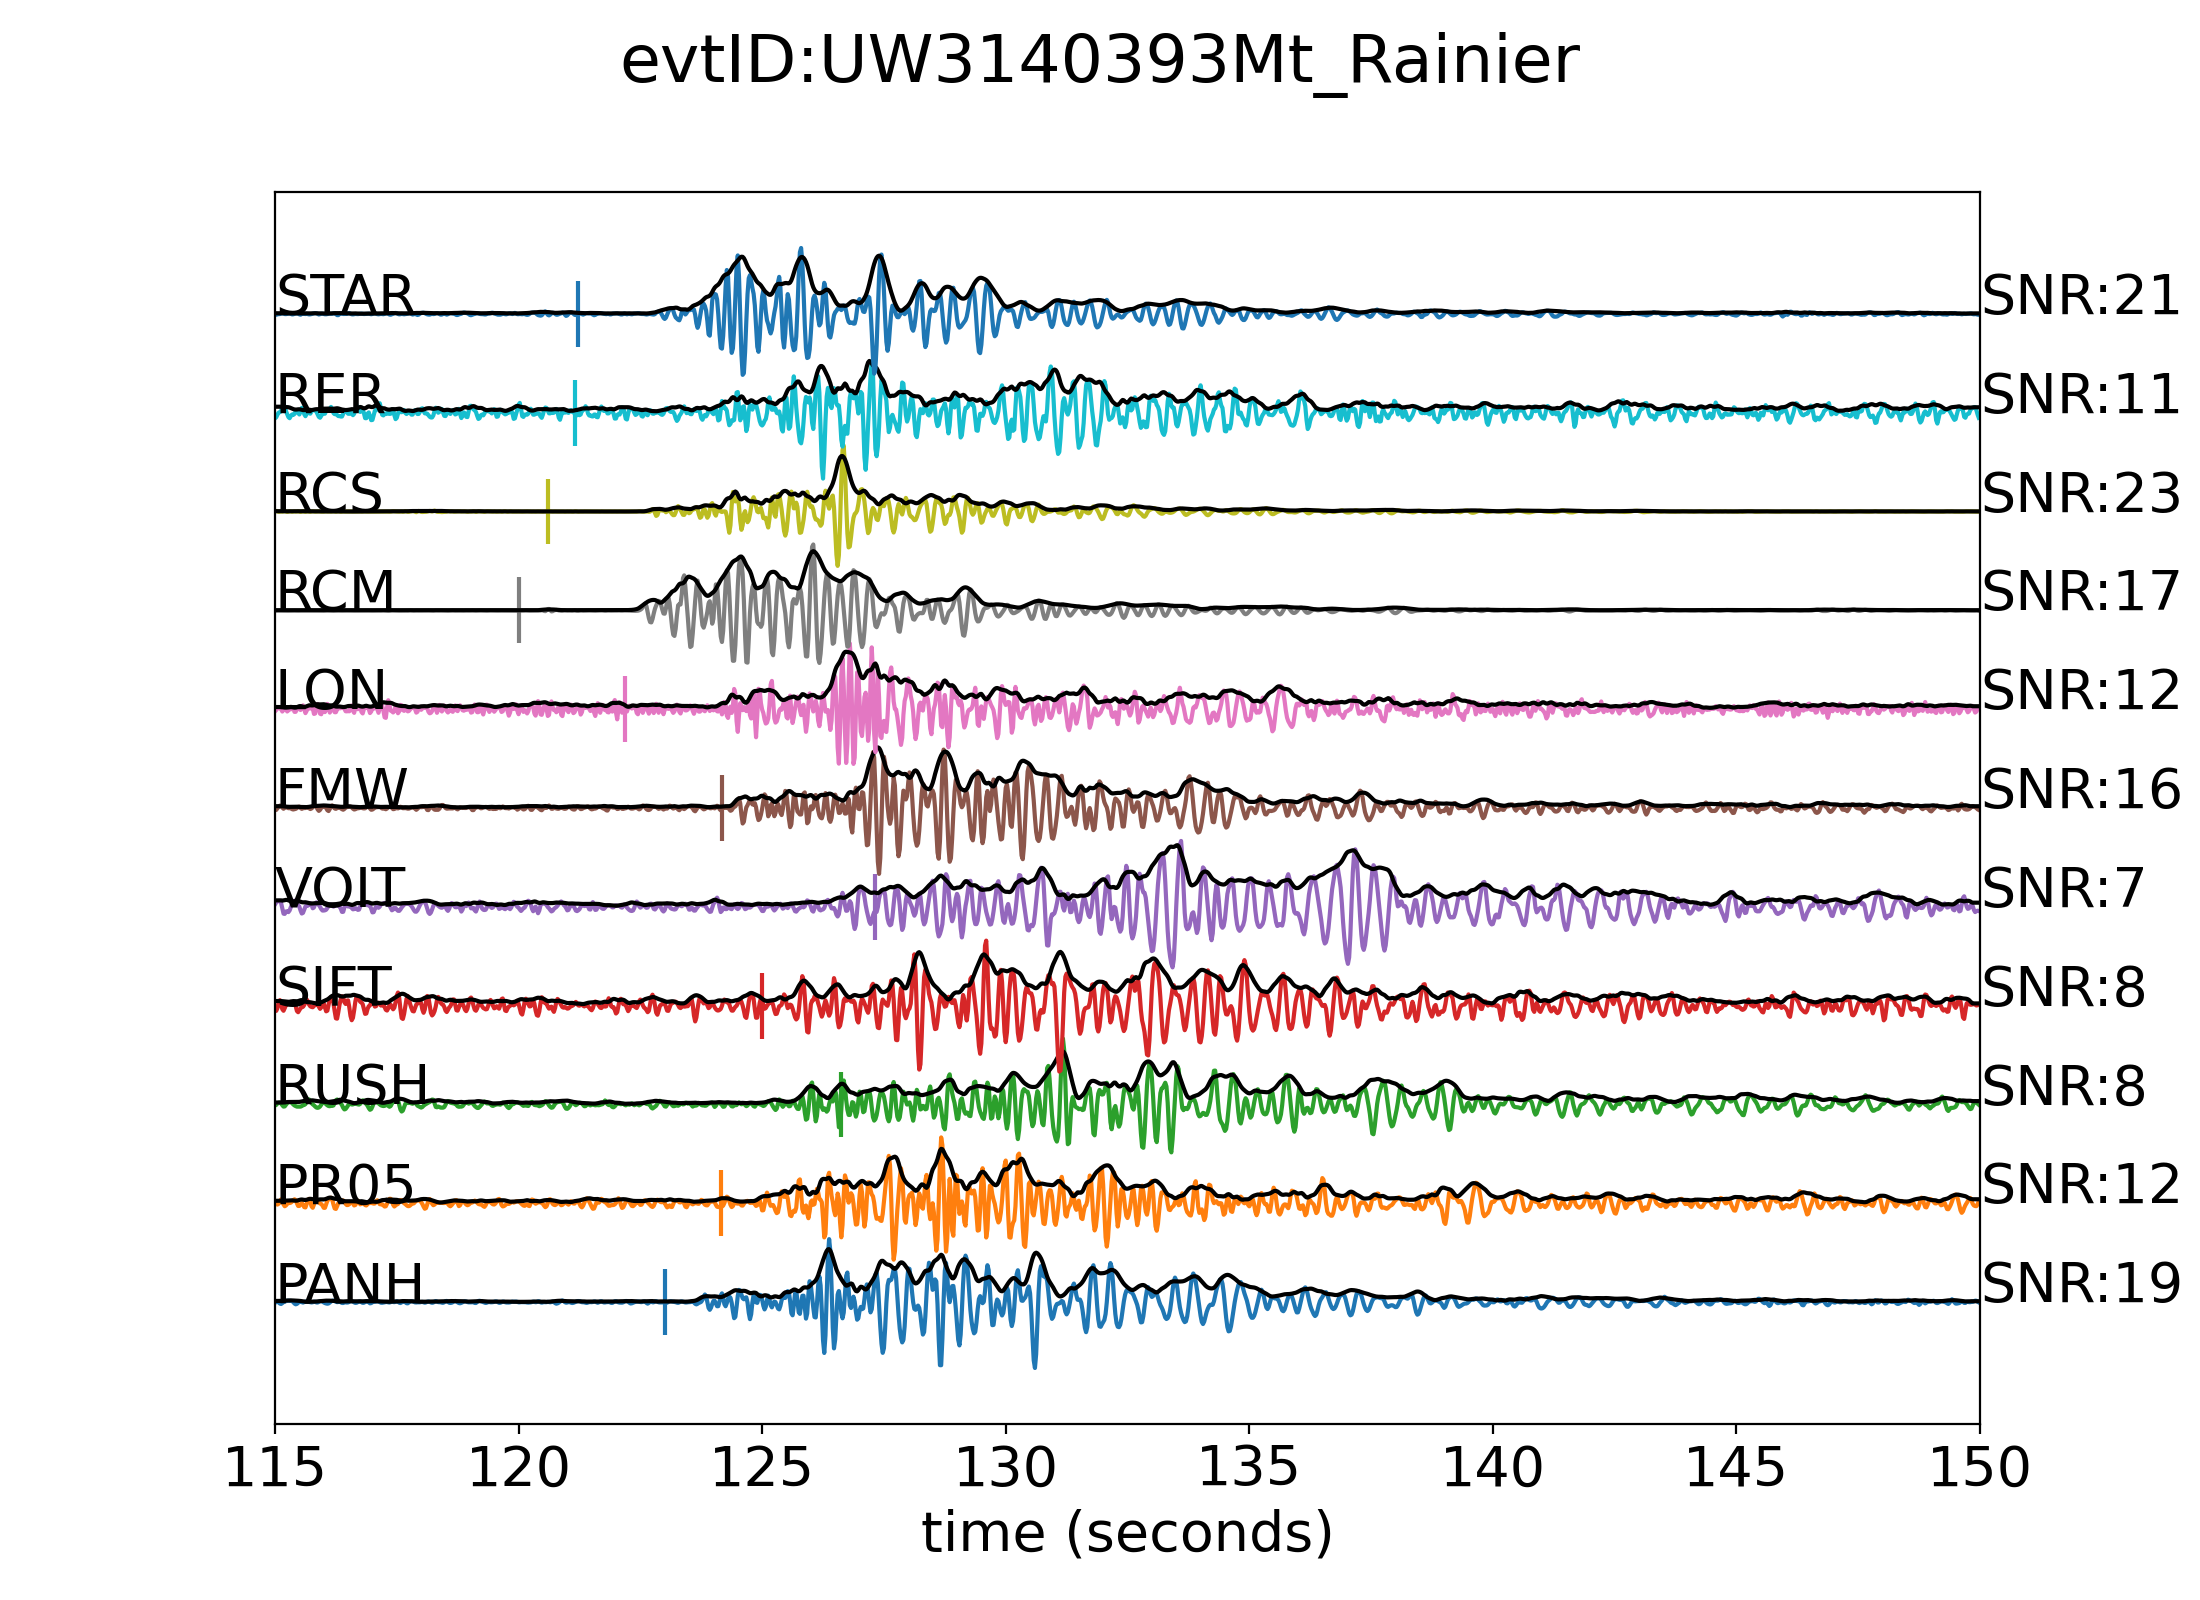 evtID:UW3140393Mt_Rainier
STAR SNR:21
RER SNR:11
RCS SNR:23
RCM SNR:17
LON SNR:12
FMW SNR:16
VOIT SNR:7
SIFT SNR:8
RUSH SNR:8
PR05 SNR:12
PANH SNR:19
115 120 125 130 135 140 145 150
time (seconds)